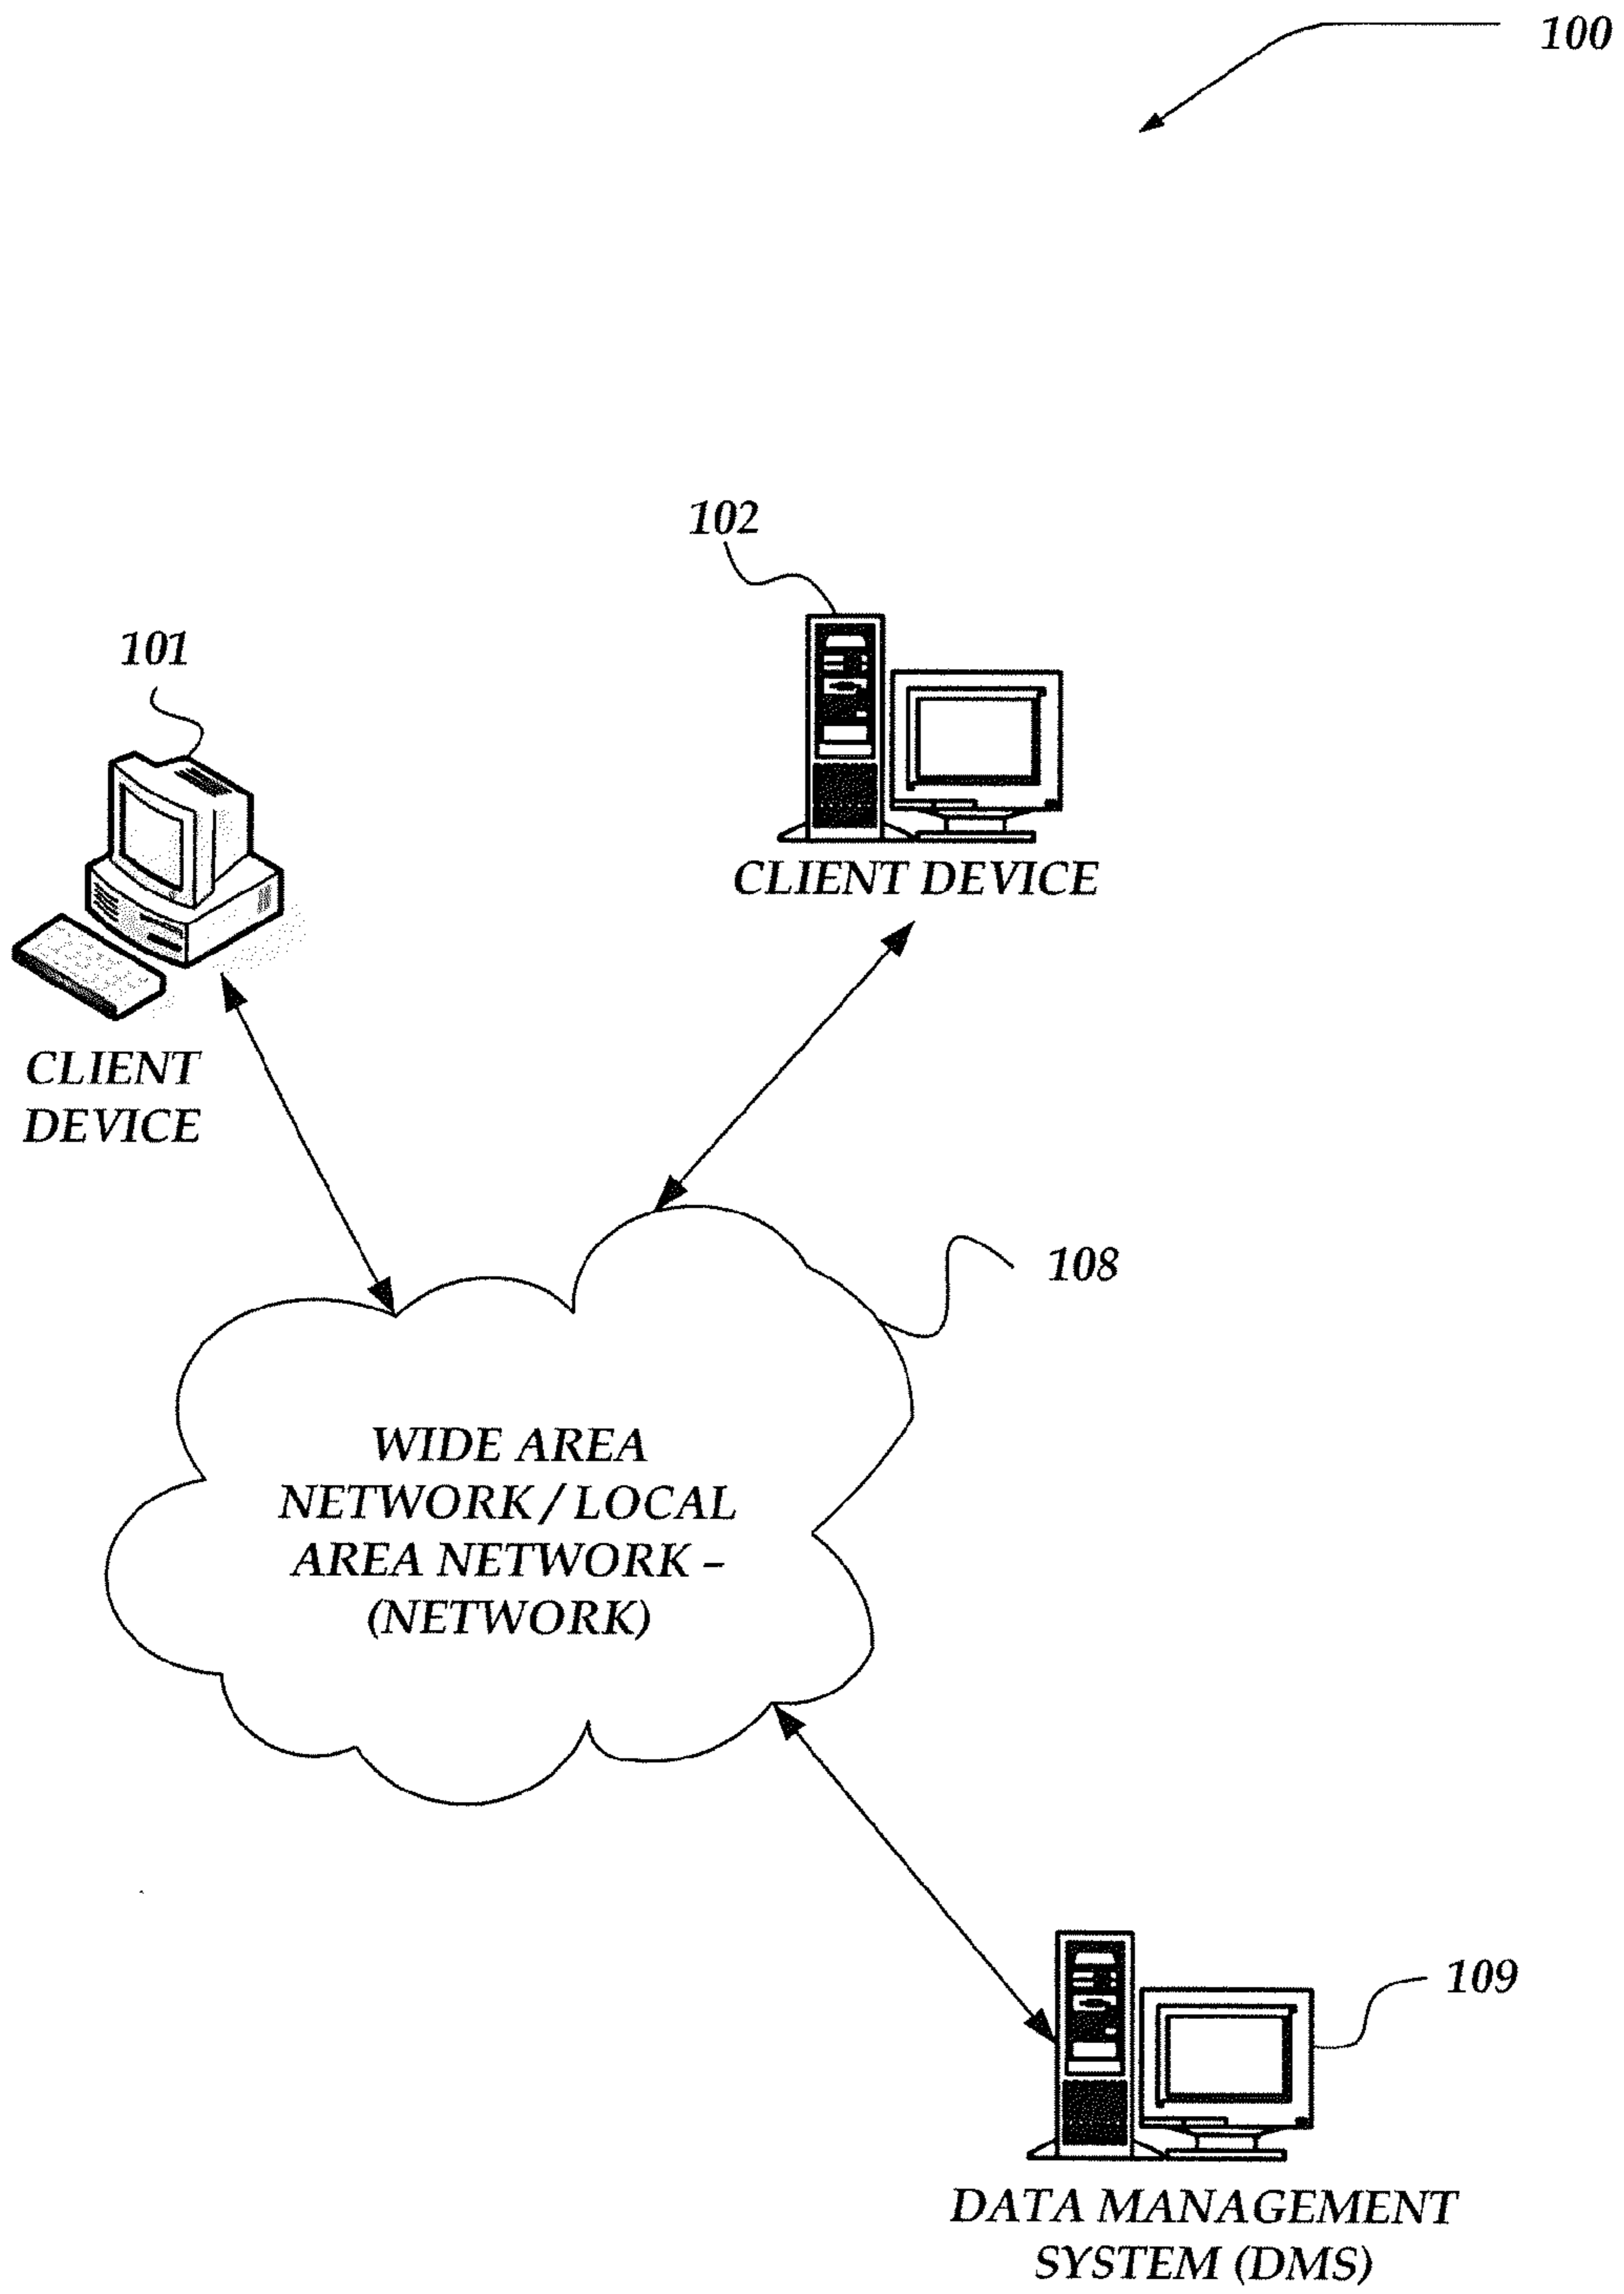 100
102
101
CLIENT DEVICE
CLIENT
DEVICE
108
WIDE AREA
NETWORK / LOCAL
AREA NETWORK –
(NETWORK)
109
DATA MANAGEMENT
SYSTEM (DMS)